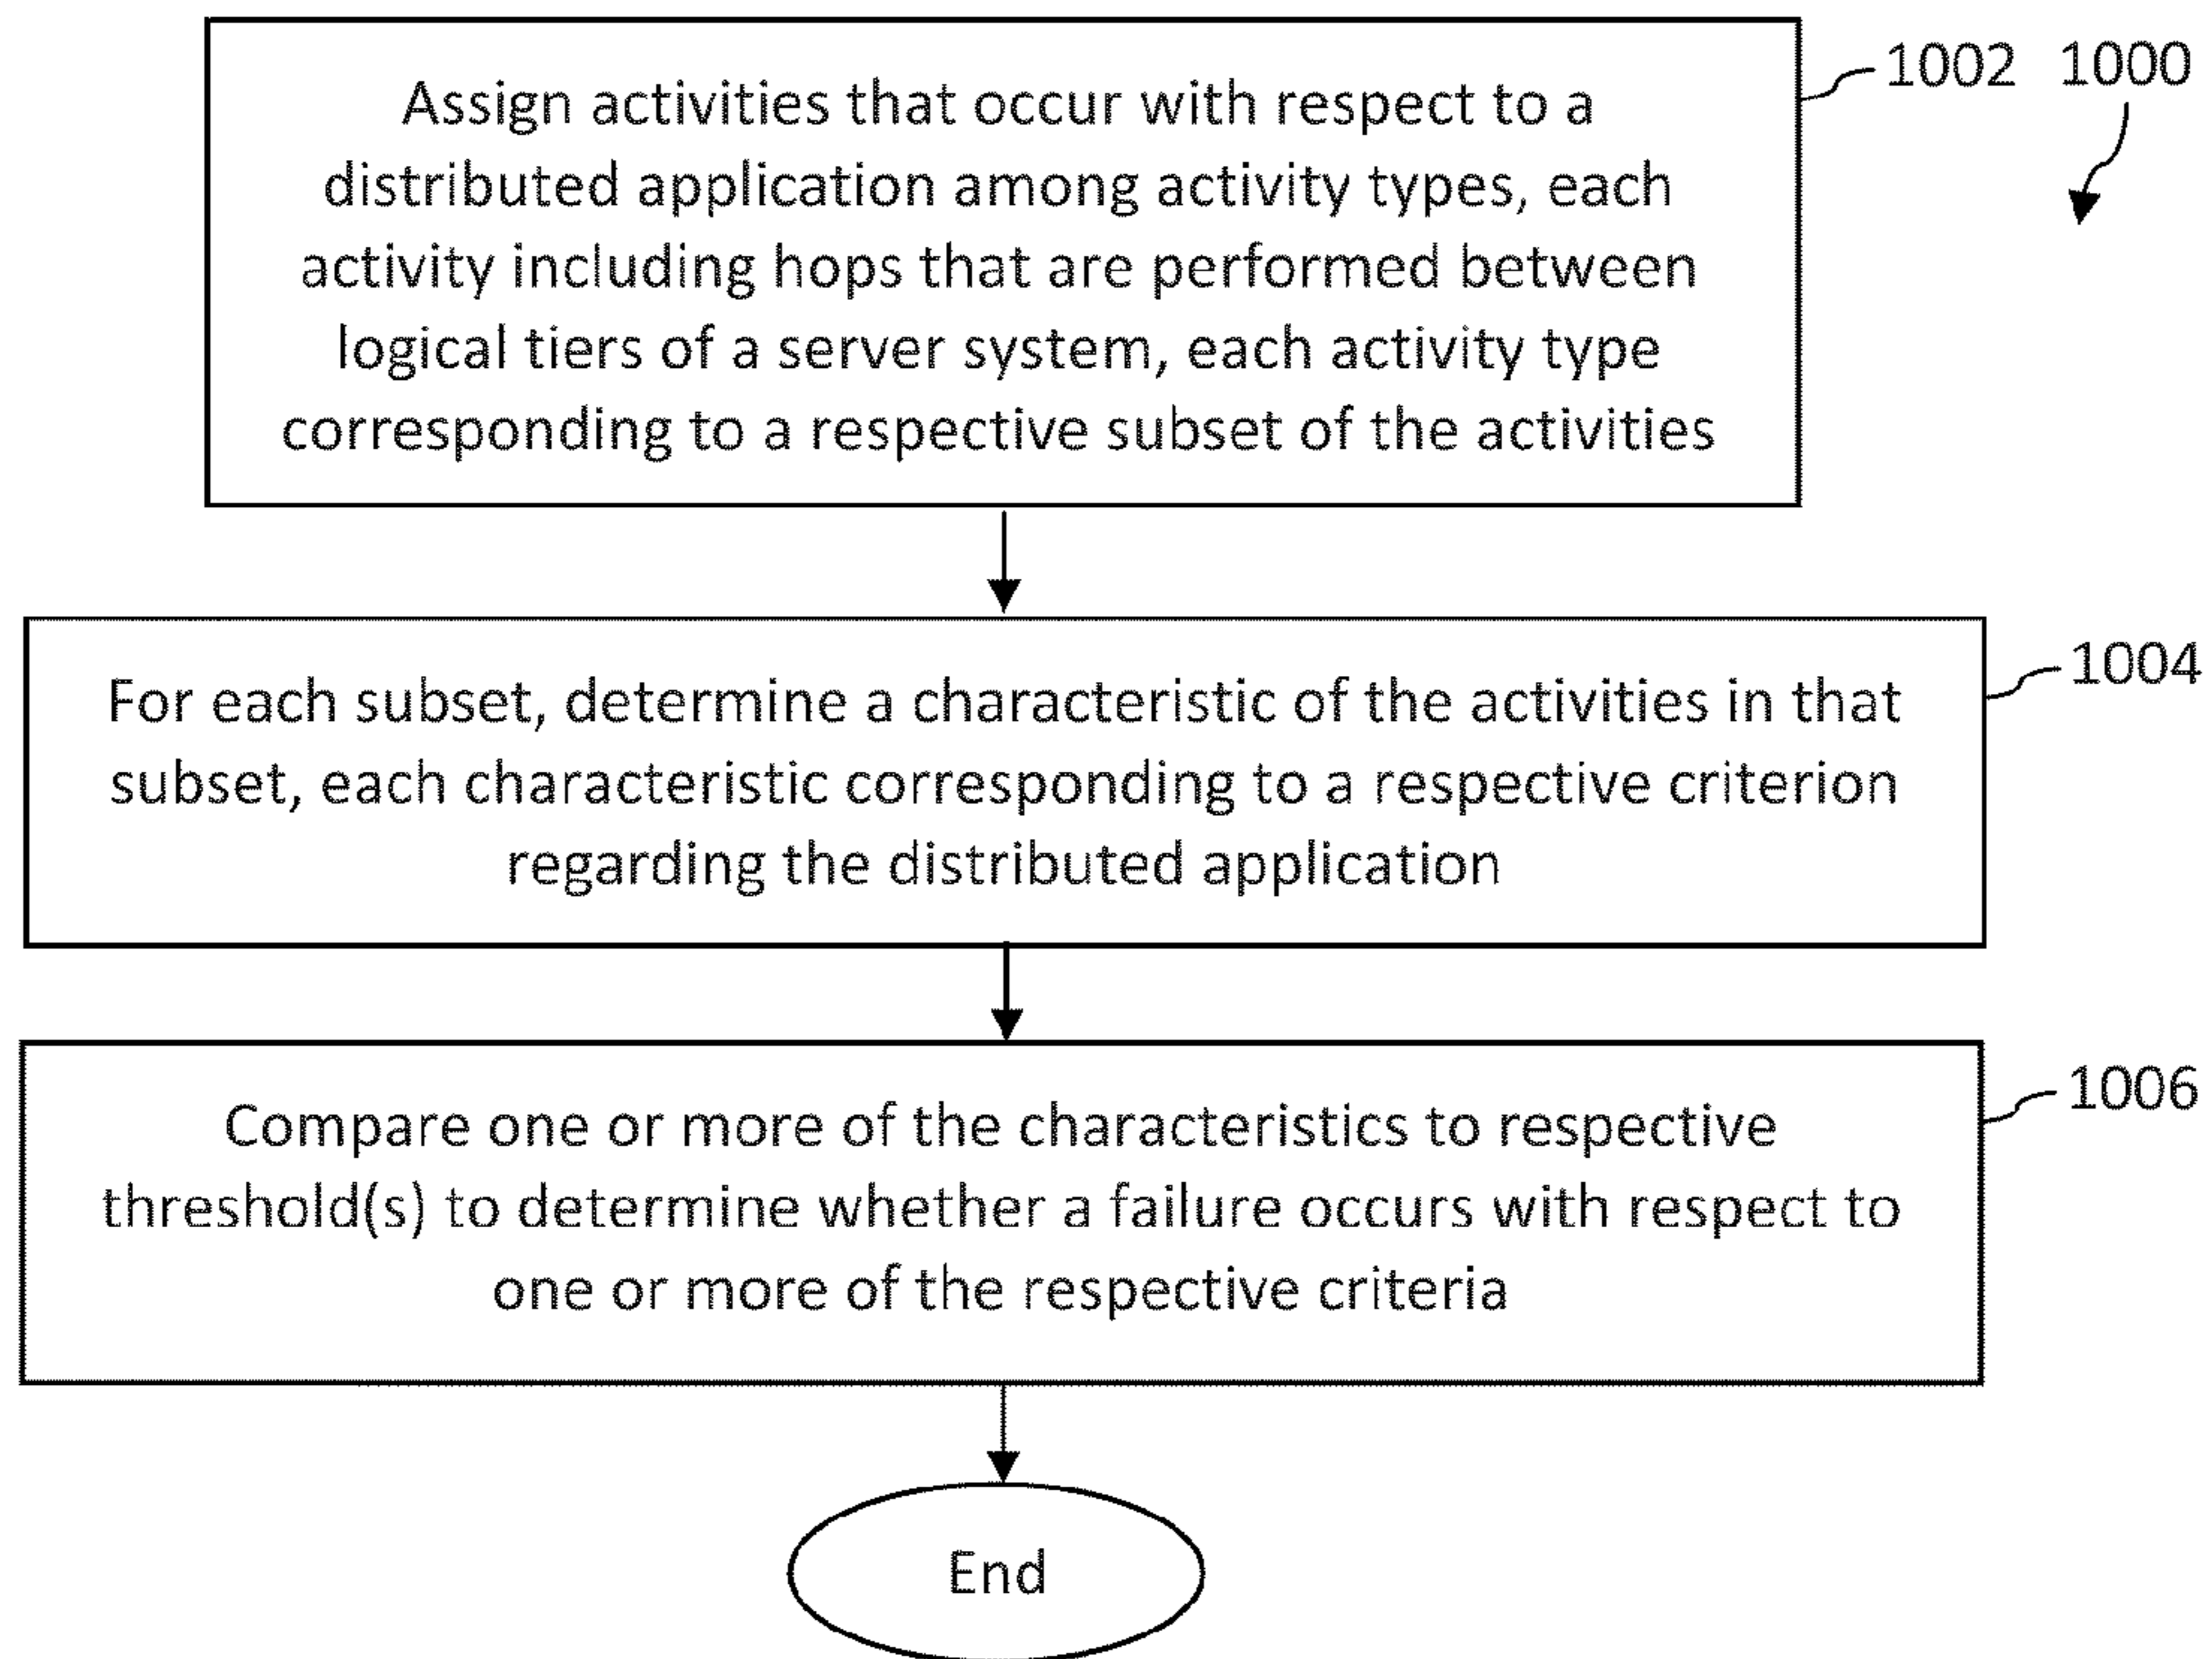 Assign activities that occur with respect to a
distributed application among activity types, each
activity including hops that are performed between
logical tiers of a server system, each activity type
corresponding to a respective subset of the activities
1002
1000
For each subset, determine a characteristic of the activities in that
subset, each characteristic corresponding to a respective criterion
regarding the distributed application
1004
Compare one or more of the characteristics to respective
threshold(s) to determine whether a failure occurs with respect to
one or more of the respective criteria
1006
End